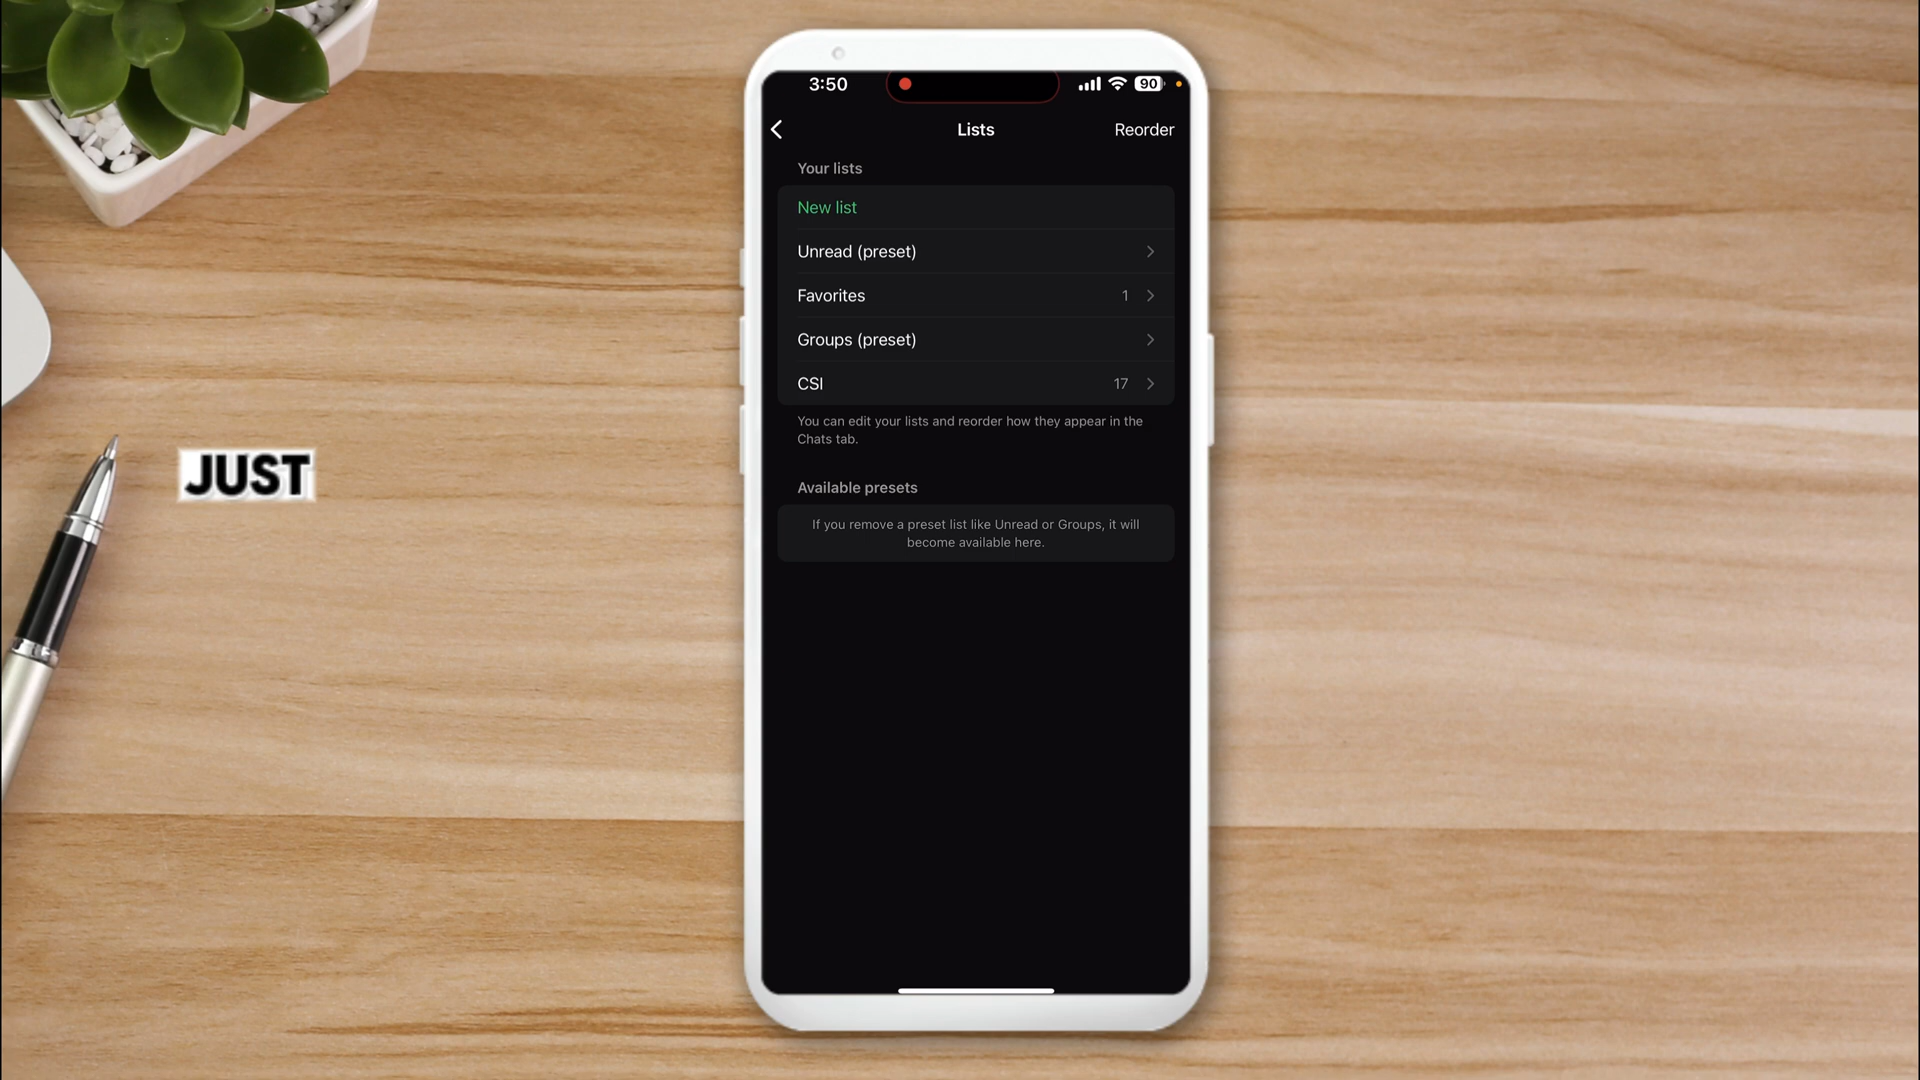 3:50
90
Lists
Reorder
Your lists
New list
Unread (preset)
Favorites 1
Groups (preset)
CSI 17
You can edit your lists and reorder how they appear in the
Chats tab.
Available presets
If you remove a preset list like Unread or Groups, it will
become available here.
JUST